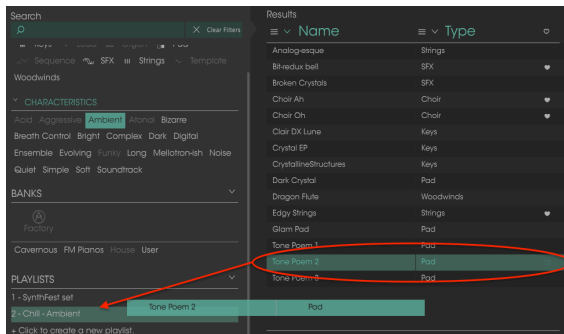 Search
Clear Filters
Keys Lead Organ Pad
Sequence SFX Strings Template
Woodwinds
CHARACTERISTICS
Acid Aggressive Ambient Atonal Bizarre
Breath Control Bright Complex Dark Digital
Ensemble Evolving Funky Long Mellotron-ish Noise
Quiet Simple Soft Soundtrack
BANKS
Factory
Cavernous FM Pianos House User
PLAYLISTS
1 - SynthFest set
2 - Chill - Ambient
+ Click to create a new playlist.
Results
Name Type
Analog-esque Strings
Bit-redux bell SFX
Broken Crystals SFX
Choir Ah Choir
Choir Oh Choir
Clair DX Lune Keys
Crystal EP Keys
CrystallineStructures Keys
Dark Crystal Pad
Dragon Flute Woodwinds
Edgy Strings Strings
Glam Pad Pad
Tone Poem 1 Pad
Tone Poem 2 Pad
Tone Poem 3 Pad
Tone Poem 2 Pad